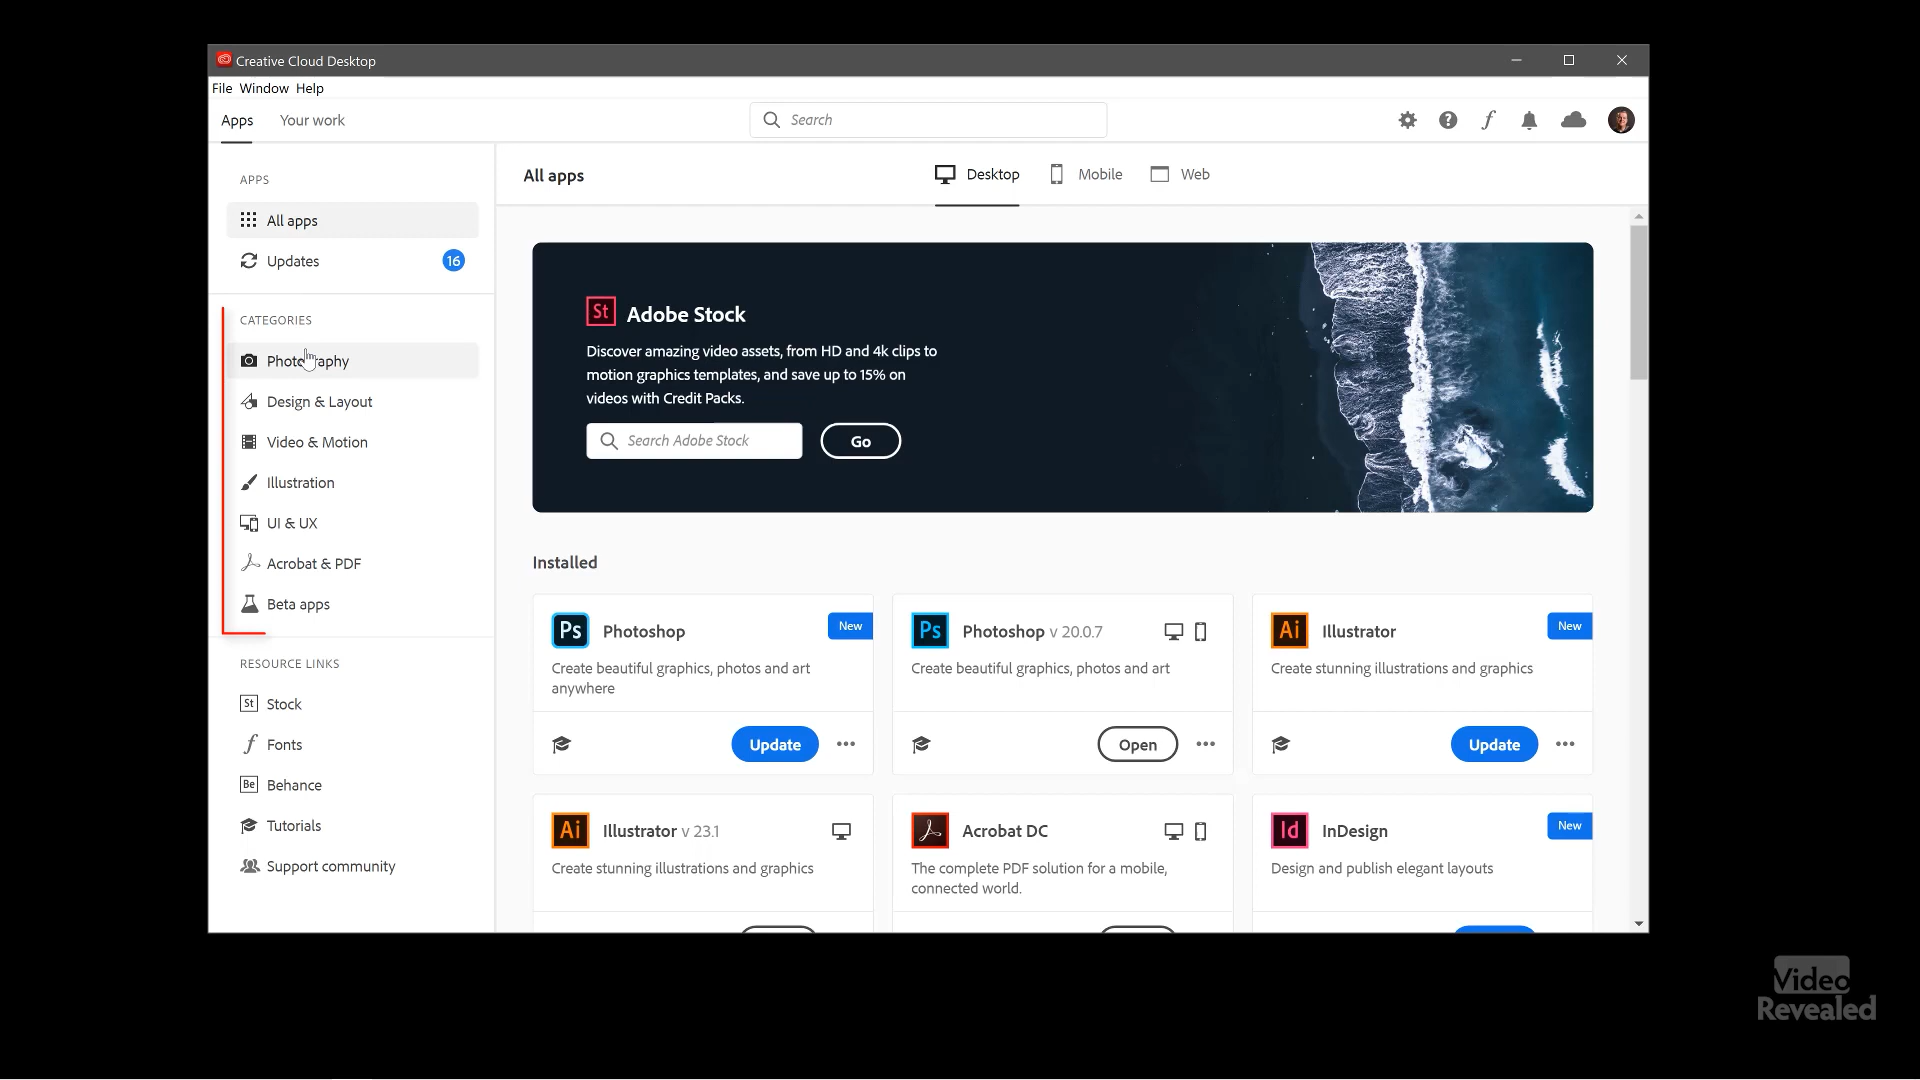 Creative Cloud Desktop
File Window Help
Apps Your work
Search
APPS
All apps
Updates 16
CATEGORIES
Photography
Design & Layout
Video & Motion
Illustration
UI & UX
Acrobat & PDF
Beta apps
RESOURCE LINKS
St Stock
Fonts
Be Behance
Tutorials
Support community
All apps
Desktop Mobile Web
St Adobe Stock
Discover amazing video assets, from HD and 4k clips to
motion graphics templates, and save up to 15% on
videos with Credit Packs.
Search Adobe Stock Go
Installed
Ps Photoshop New
Create beautiful graphics, photos and art
anywhere
Update
Ps Photoshop v 20.0.7
Create beautiful graphics, photos and art
Open
Ai Illustrator New
Create stunning illustrations and graphics
Update
Ai Illustrator v 23.1
Create stunning illustrations and graphics
Acrobat DC
The complete PDF solution for a mobile,
connected world.
Id InDesign New
Design and publish elegant layouts
Video
Revealed